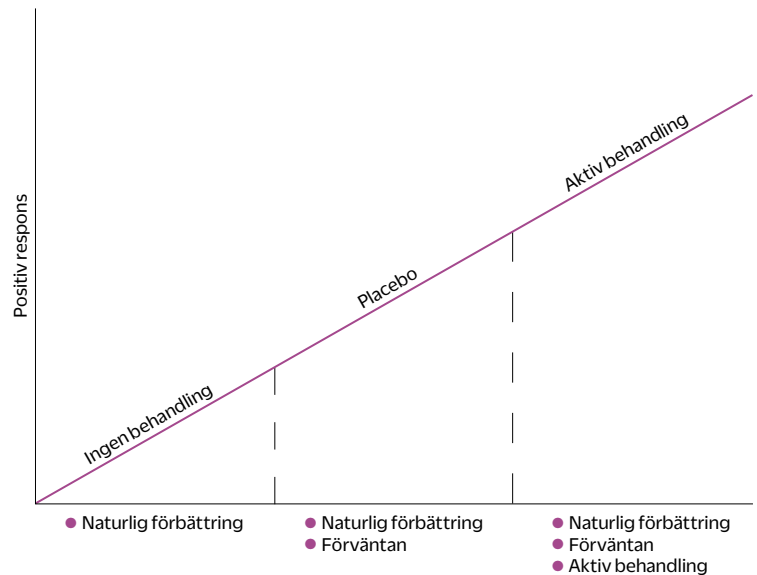 Positiv respons
Ingen behandling
Placebo
Aktiv behandling
Naturlig förbättring
Naturlig förbättring
Förväntan
Naturlig förbättring
Förväntan
Aktiv behandling